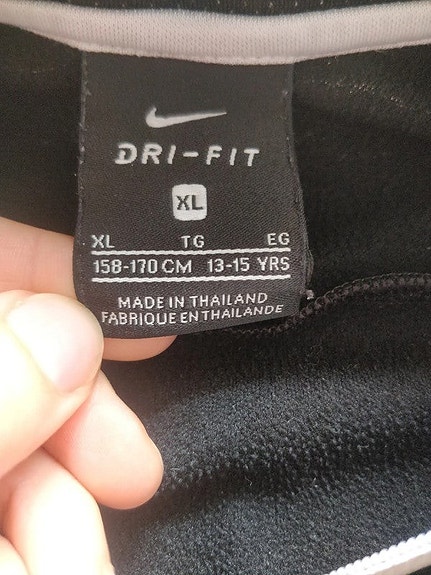 DRI-FIT
XL
XL TG EG
158-170 CM 13-15 YRS
MADE IN THAILAND
FABRIQUE EN THAILANDE